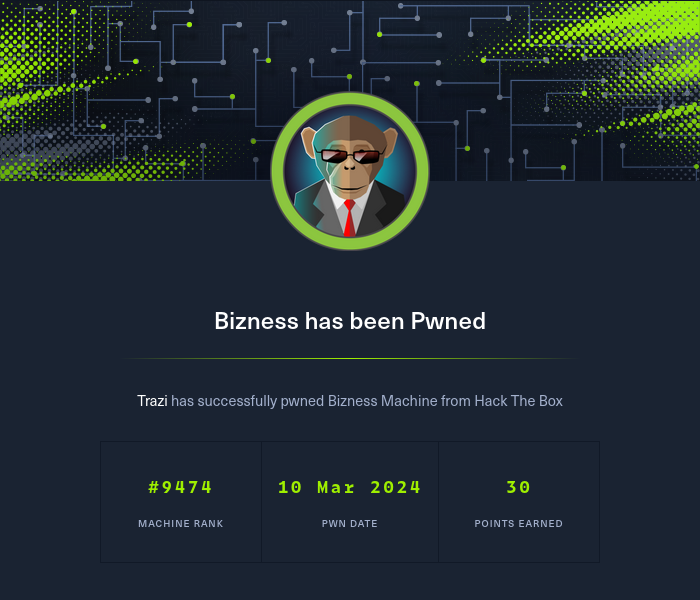 Bizness has been Pwned
Trazi has successfully pwned Bizness Machine from Hack The Box
#9474 10 Mar 2024 30
MACHINE RANK PWN DATE POINTS EARNED